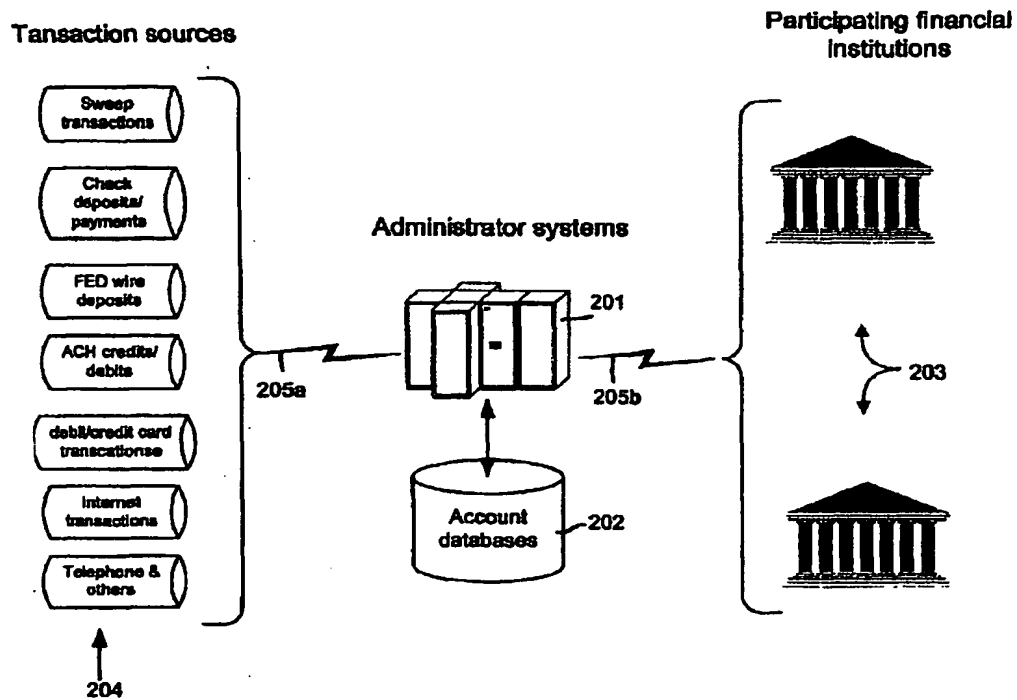 Tansaction sources
Sweep
transactions
Check
deposits/
payments
FED wire
deposits
ACH credits/
debits
debit/credit card
transcationse
Internet
transactions
Telephone &
others
204
205a
Administrator systems
201
Account
databases
202
205b
Participating financial
institutions
203